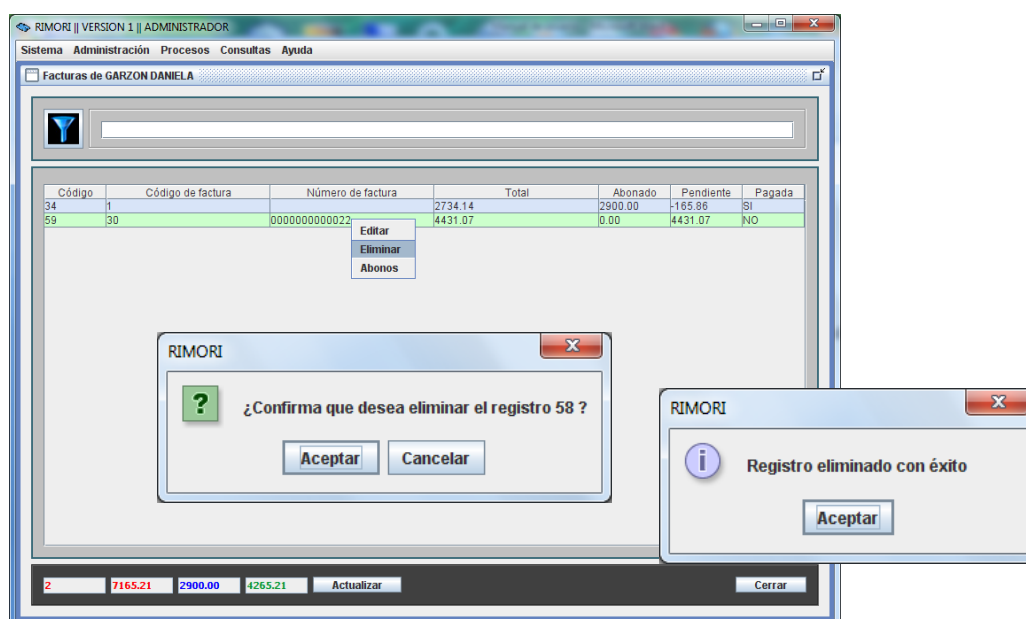 RIMORI || VERSION 1 || ADMINISTRADOR
Sistema Administración Procesos Consultas Ayuda
Facturas de GARZON DANIELA
Código Código de factura Número de factura Total Abonado Pendiente Pagada
34 1 2734.14 2900.00 -165.86 SI
59 30 0000000000022 4431.07 0.00 4431.07 NO
Editar
Eliminar
Abonos
RIMORI
¿Confirma que desea eliminar el registro 58 ?
Aceptar Cancelar
RIMORI
Registro eliminado con éxito
Aceptar
2 7165.21 2900.00 4265.21 Actualizar Cerrar